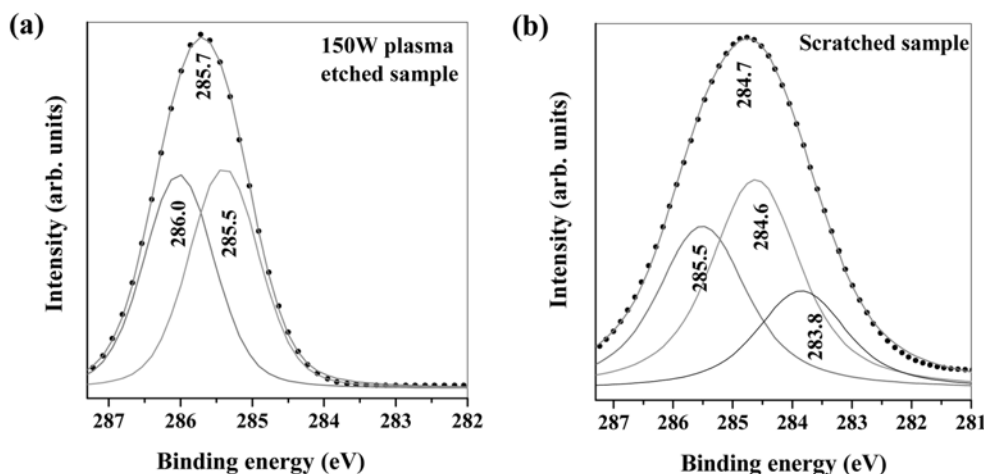 (a)
150W plasma
etched sample
285.7
286.0
285.5
Intensity (arb. units)
287 286 285 284 283 282
Binding energy (eV)
(b)
Scratched sample
284.7
285.5
284.6
283.8
Intensity (arb. units)
287 286 285 284 283 282 281
Binding energy (eV)